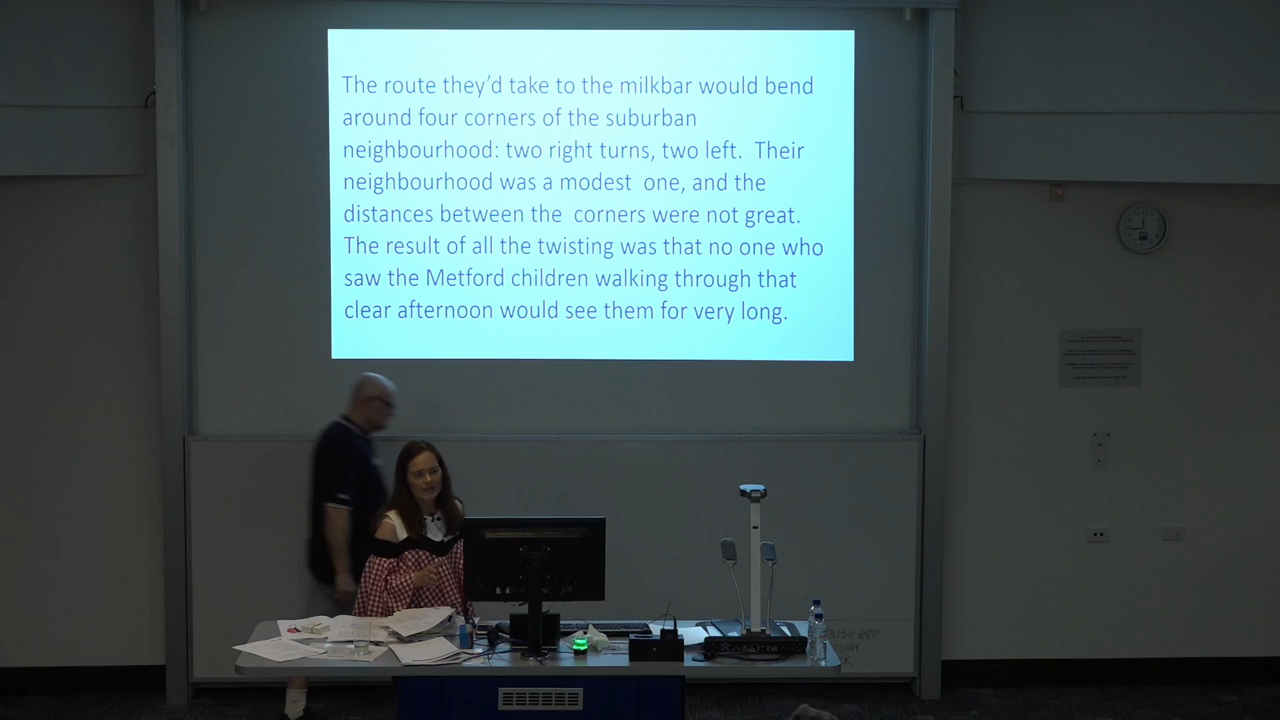 The route they’d take to the milkbar would bend
around four corners of the suburban
neighbourhood: two right turns, two left.  Their
neighbourhood was a modest  one, and the
distances between the  corners were not great.
The result of all the twisting was that no one who
saw the Metford children walking through that
clear afternoon would see them for very long.